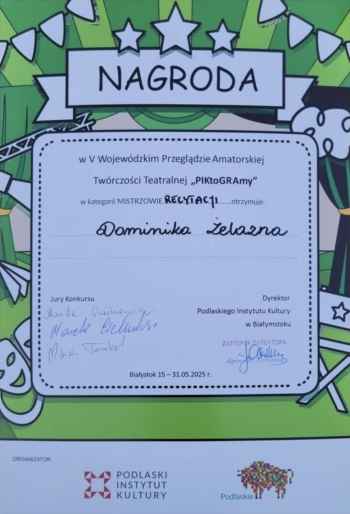 NAGRODA
w V Wojewódzkim Przeglądzie Amatorskiej
Twórczości Teatralnej „PIKtoGRAmy”
w kategorii MISTRZOWIE RECYTACJI otrzymuje:
Dominika Żelazna
Jury Konkursu
Dyrektor
Podlaskiego Instytutu Kultury
w Białymstoku
ZASTĘPCA DYREKTORA
Białystok 15 – 31.05.2025 r.
ORGANIZATOR:
PODLASKI
INSTYTUT
KULTURY
Podlaskie